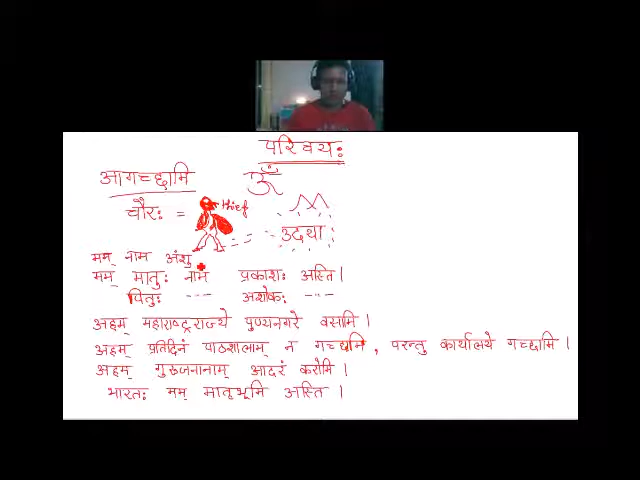 परिचयः
आगच्छामि ॐ
चौरः = thief
उदथा
मम् नाम अंशु
मम् मातुः नाम् प्रकाशः अस्ति।
पितुः --- अशोकः ---
अहम् महाराष्ट्रराज्ये पुण्यनगरे वसामि।
अहम् प्रतिदिनं पाठशालाम् न गच्छामि, परन्तु कार्यालये गच्छामि।
अहम् गुरुजनानाम् आदरं करोमि।
भारतः मम् मातृभूमि अस्ति।